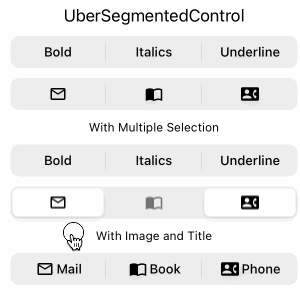 UberSegmentedControl
Bold Italics Underline
With Multiple Selection
Bold Italics Underline
With Image and Title
Mail Book Phone